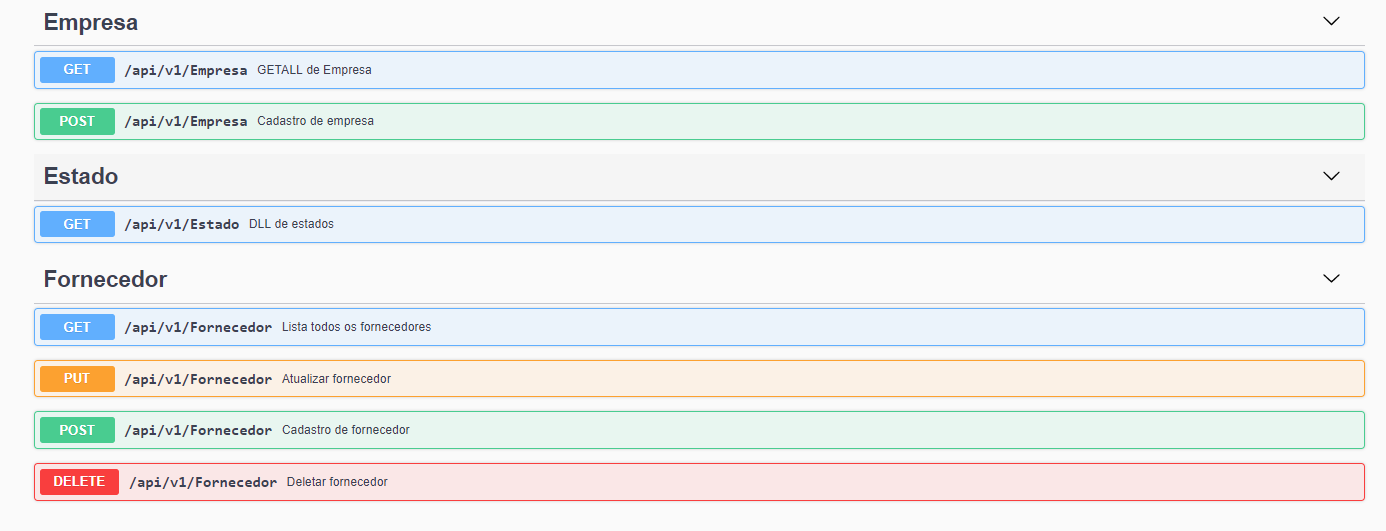 Empresa
GET /api/v1/Empresa GETALL de Empresa
POST /api/v1/Empresa Cadastro de empresa
Estado
GET /api/v1/Estado DLL de estados
Fornecedor
GET /api/v1/Fornecedor Lista todos os fornecedores
PUT /api/v1/Fornecedor Atualizar fornecedor
POST /api/v1/Fornecedor Cadastro de fornecedor
DELETE /api/v1/Fornecedor Deletar fornecedor